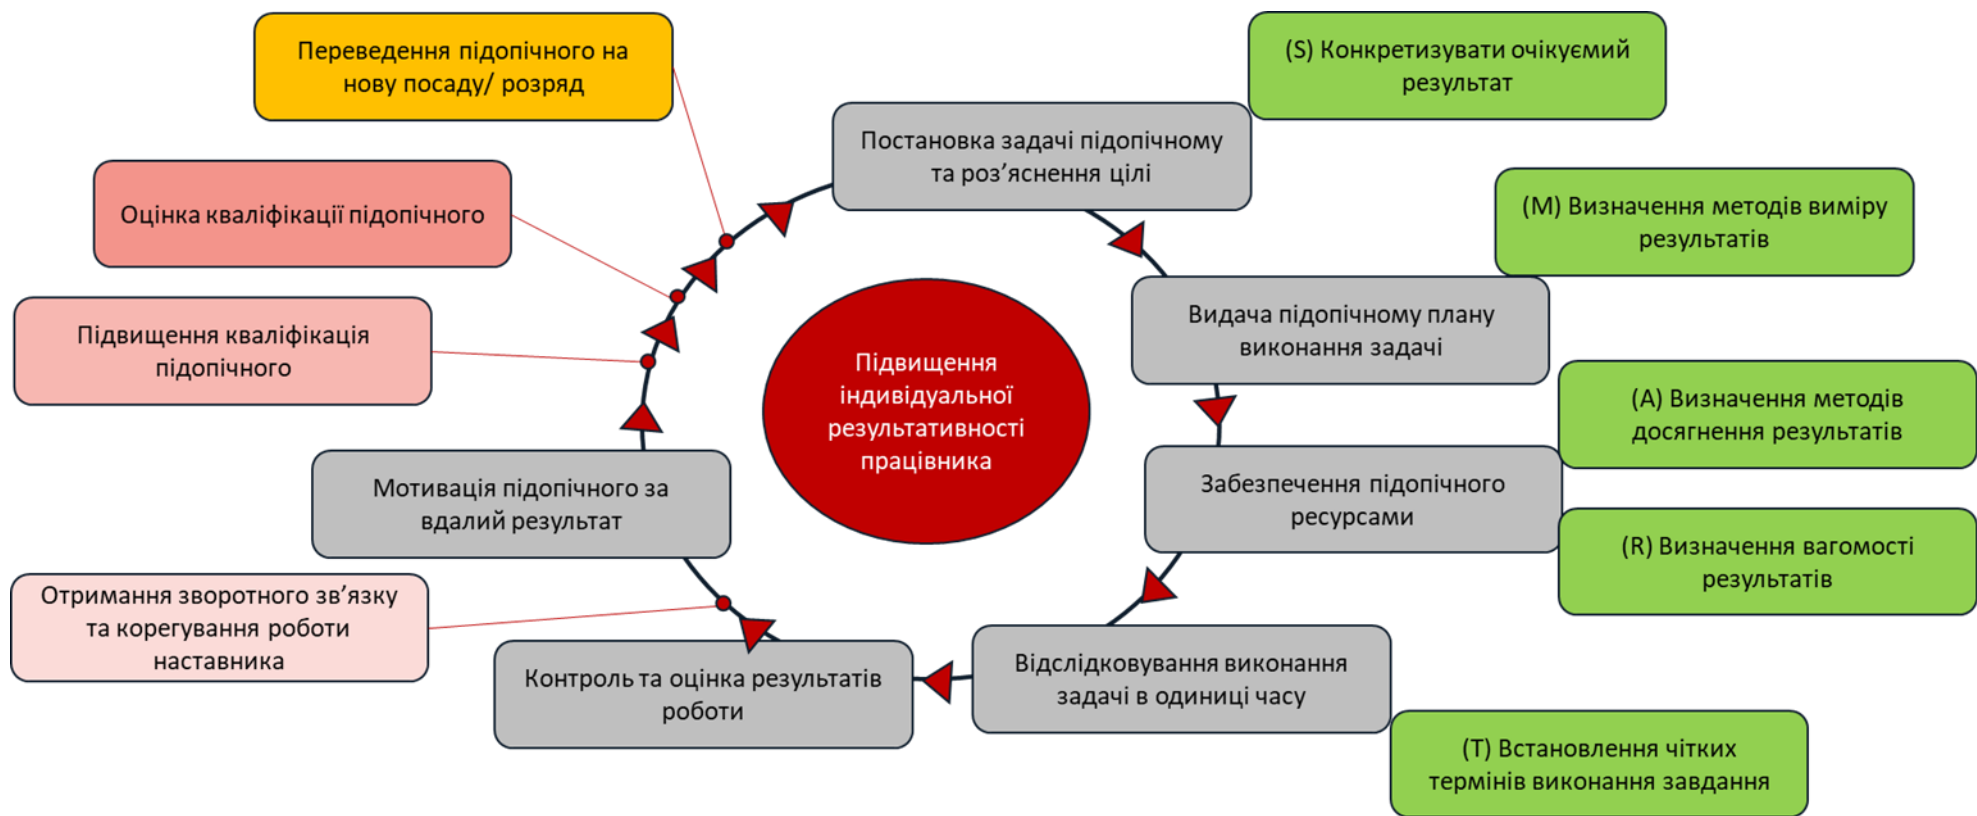 Переведення підопічного на
нову посаду/ розряд
(S) Конкретизувати очікуємий
результат
Постановка задачі підопічному
та роз’яснення цілі
Оцінка кваліфікації підопічного
(M) Визначення методів виміру
результатів
Підвищення кваліфікація
підопічного
Видача підопічному плану
виконання задачі
Підвищення
індивідуальної
результативності
працівника
(A) Визначення методів
досягнення результатів
Мотивація підопічного за
вдалий результат
Забезпечення підопічного
ресурсами
(R) Визначення вагомості
результатів
Отримання зворотного зв’язку
та корегування роботи
наставника
Контроль та оцінка результатів
роботи
Відслідковування виконання
задачі в одиниці часу
(T) Встановлення чітких
термінів виконання завдання